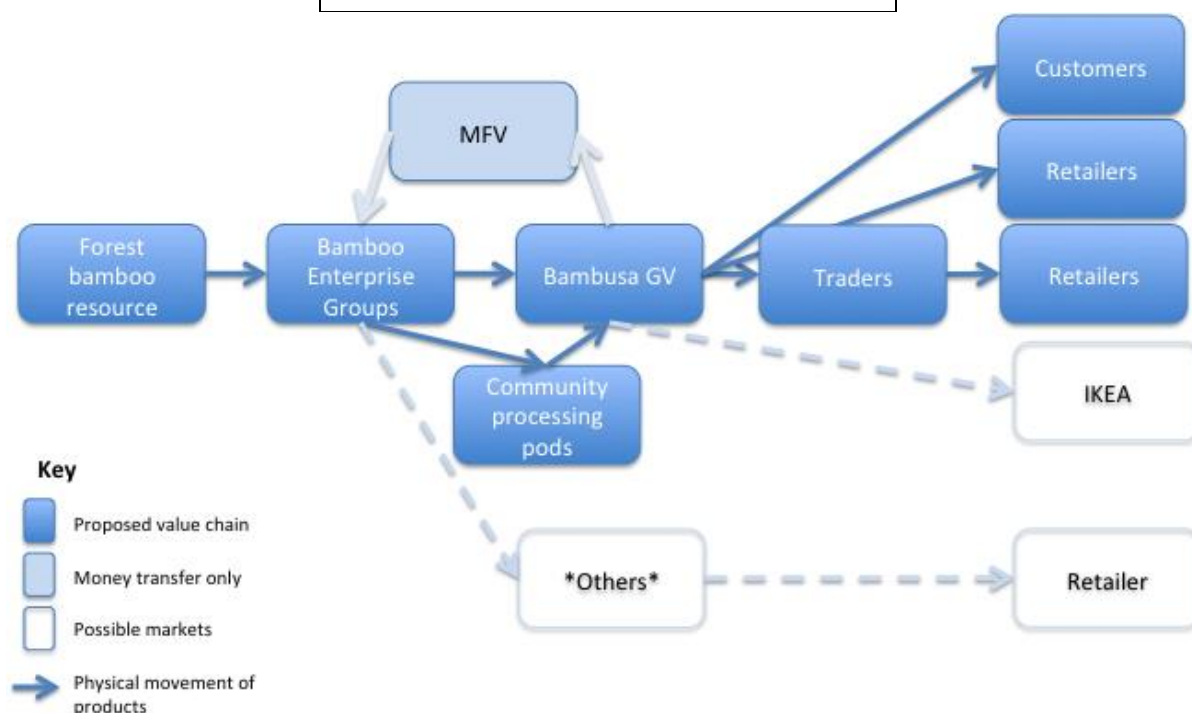 Customers
MFV
Retailers
Forest
bamboo
resource
Bamboo
Enterprise
Groups
Bambusa GV
Traders
Retailers
Community
processing
pods
IKEA
Key
Proposed value chain
Money transfer only
Possible markets
Physical movement of
products
*Others*
Retailer